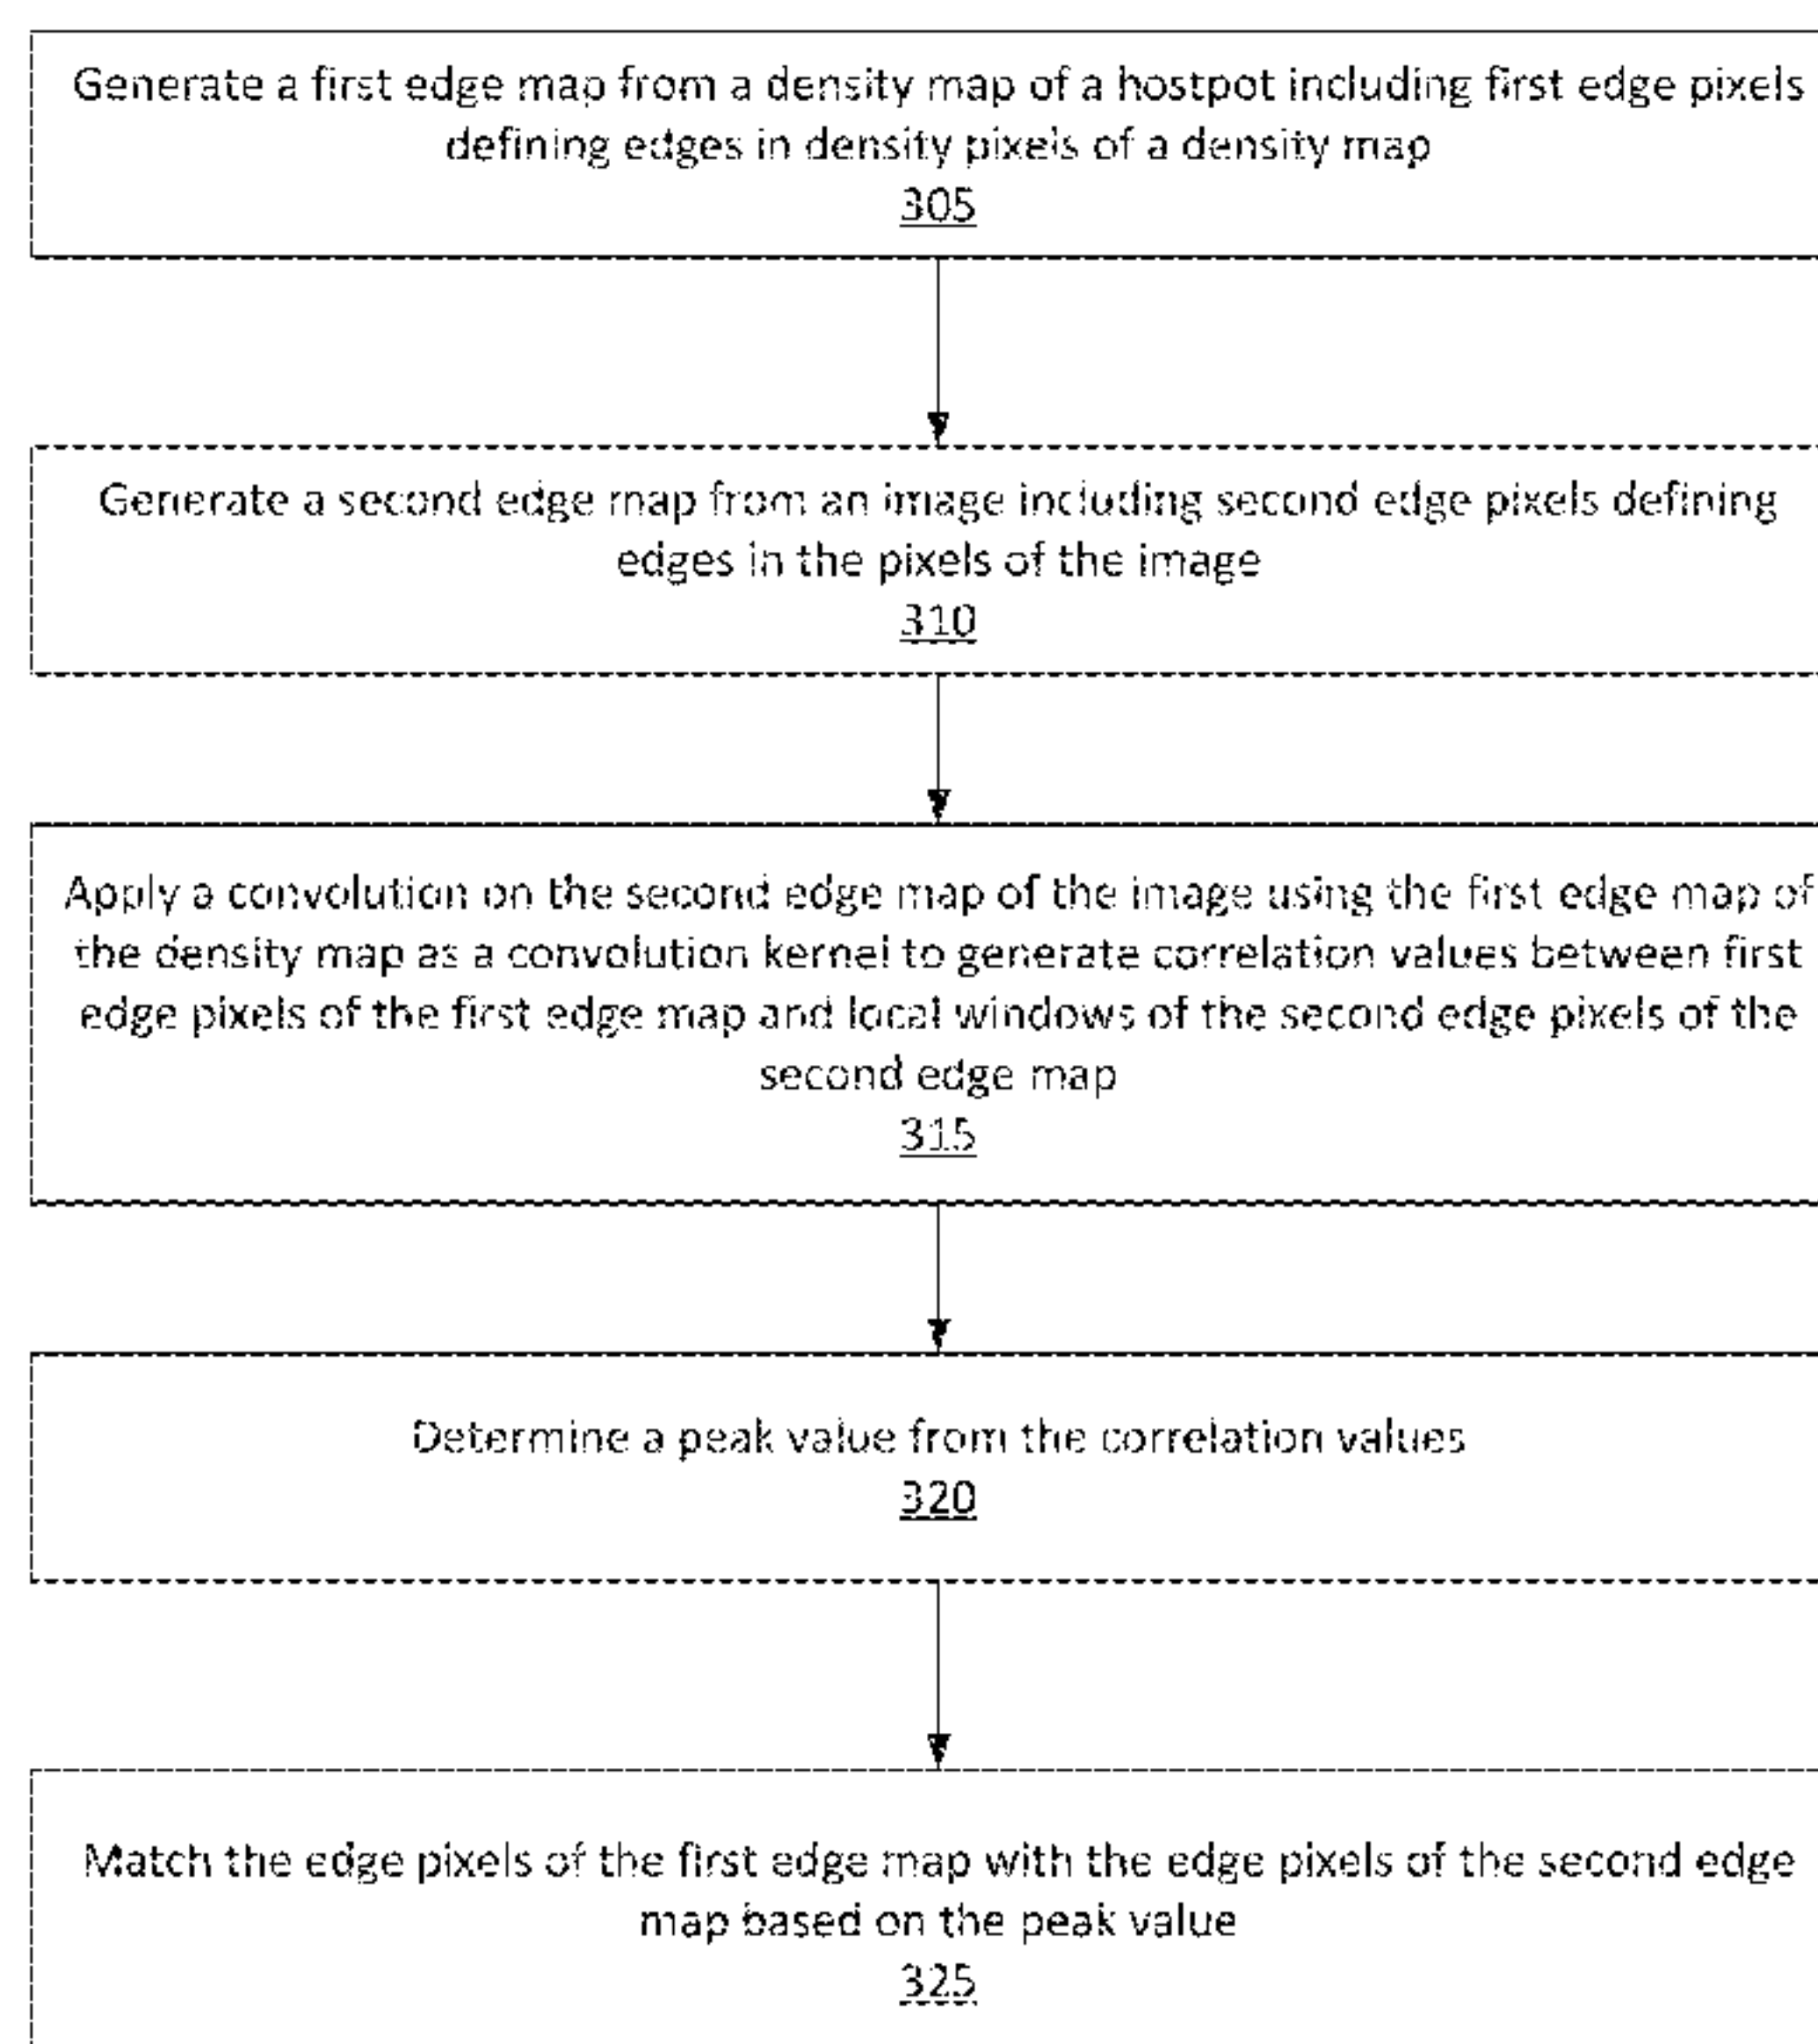 Generate a first edge map from a density map of a hostpot including first edge pixels
defining edges in density pixels of a density map
305
Generate a second edge map from an image including second edge pixels defining
edges in the pixels of the image
310
Apply a convolution on the second edge map of the image using the first edge map of
the density map as a convolution kernel to generate correlation values between first
edge pixels of the first edge map and local windows of the second edge pixels of the
second edge map
315
Determine a peak value from the correlation values
320
Match the edge pixels of the first edge map with the edge pixels of the second edge
map based on the peak value
325